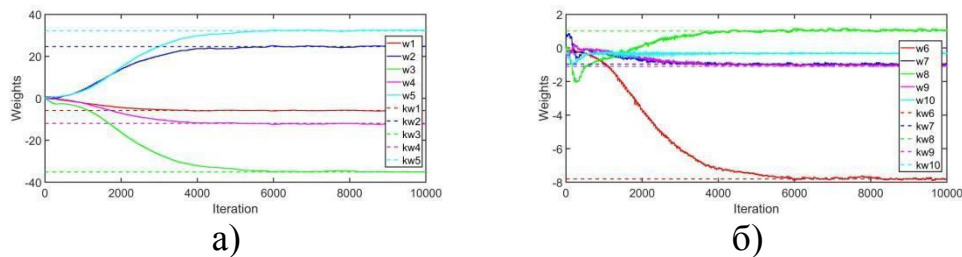 40
20
0
-20
-40
Weights
0
2000
4000
6000
8000
10000
Iteration
w1
w2
w3
w4
w5
kw1
kw2
kw3
kw4
kw5
а)
2
0
-2
-4
-6
-8
Weights
0
2000
4000
6000
8000
10000
Iteration
w6
w7
w8
w9
w10
kw6
kw7
kw8
kw9
kw10
б)